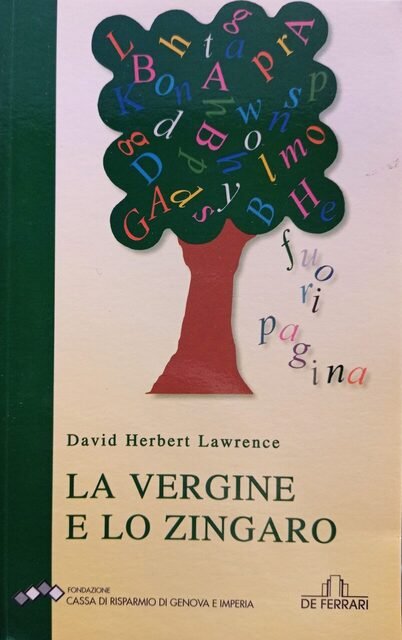 fuori
pagina
David Herbert Lawrence
LA VERGINE
E LO ZINGARO
FONDAZIONE
CASSA DI RISPARMIO DI GENOVA E IMPERIA
DE FERRARI